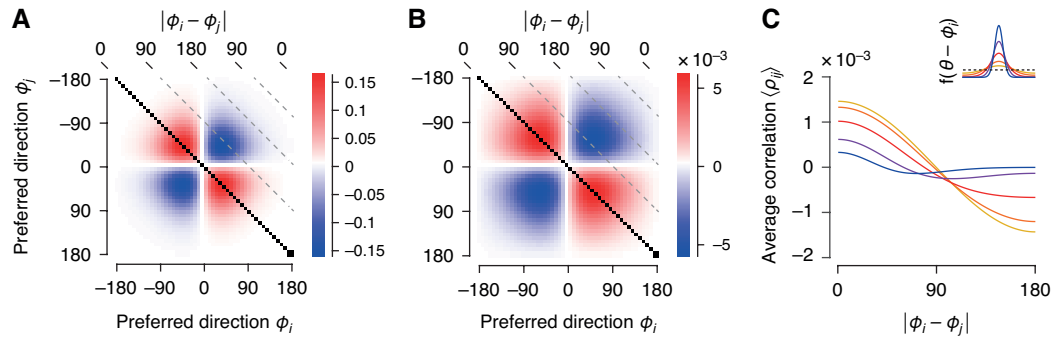 A
|ϕi − ϕj|
0 90 180 90 0
Preferred direction ϕj
−180
−90
0
90
180
−180 −90 0 90 180
Preferred direction ϕi
0.15
0.1
0.05
0
−0.05
−0.1
−0.15
B
|ϕi − ϕj|
0 90 180 90 0
−180
−90
0
90
180
−180 −90 0 90 180
Preferred direction ϕi
× 10−3
5
0
−5
C
f(θ − ϕi)
× 10−3
Average correlation ⟨ρij⟩
2
1
0
−1
−2
0 90 180
|ϕi − ϕj|